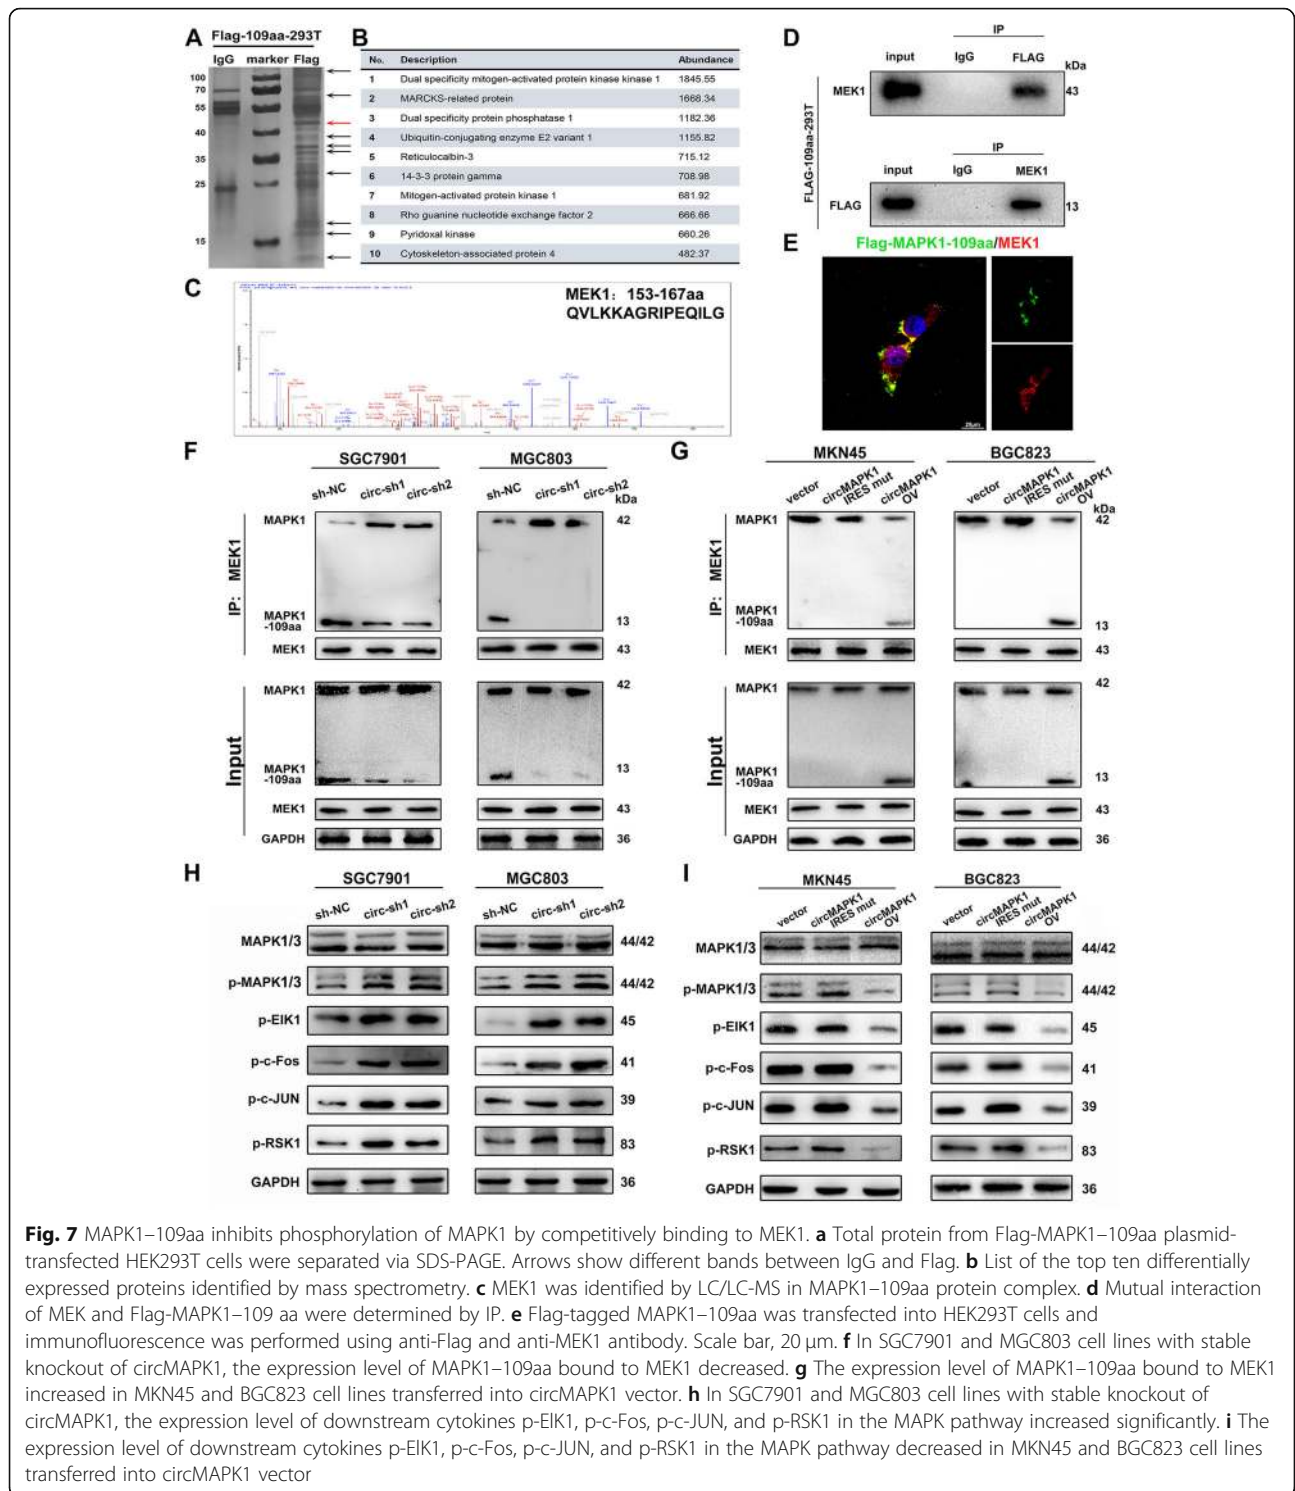 A
Flag-109aa-293T
IgG marker Flag
100
70
55
40
35
25
15
B
No. Description Abundance
1 Dual specificity mitogen-activated protein kinase kinase 1 1845.55
2 MARCKS-related protein 1668.34
3 Dual specificity protein phosphatase 1 1182.36
4 Ubiquitin-conjugating enzyme E2 variant 1 1155.82
5 Reticulocalbin-3 715.12
6 14-3-3 protein gamma 708.98
7 Mitogen-activated protein kinase 1 681.92
8 Rho guanine nucleotide exchange factor 2 666.66
9 Pyridoxal kinase 660.26
10 Cytoskeleton-associated protein 4 482.37
C
MEK1: 153-167aa
QVLKKAGRIPEQILG
D
FLAG-109aa-293T
IP
input IgG FLAG kDa
MEK1 43
IP
input IgG MEK1
FLAG 13
E
Flag-MAPK1-109aa/MEK1
20μm
F
SGC7901 MGC803
sh-NC circ-sh1 circ-sh2 sh-NC circ-sh1 circ-sh2
kDa
IP: MEK1
MAPK1 42
MAPK1
-109aa 13
MEK1 43
Input
MAPK1 42
MAPK1
-109aa 13
MEK1 43
GAPDH 36
G
MKN45 BGC823
vector circMAPK1 IRES mut circMAPK1 OV vector circMAPK1 IRES mut circMAPK1 OV
kDa
IP: MEK1
MAPK1 42
MAPK1
-109aa 13
MEK1 43
Input
MAPK1 42
MAPK1
-109aa 13
MEK1 43
GAPDH 36
H
SGC7901 MGC803
sh-NC circ-sh1 circ-sh2 sh-NC circ-sh1 circ-sh2
MAPK1/3 44/42
p-MAPK1/3 44/42
p-ElK1 45
p-c-Fos 41
p-c-JUN 39
p-RSK1 83
GAPDH 36
I
MKN45 BGC823
vector circMAPK1 IRES mut circMAPK1 OV vector circMAPK1 IRES mut circMAPK1 OV
MAPK1/3 44/42
p-MAPK1/3 44/42
p-ElK1 45
p-c-Fos 41
p-c-JUN 39
p-RSK1 83
GAPDH 36
Fig. 7 MAPK1–109aa inhibits phosphorylation of MAPK1 by competitively binding to MEK1. a Total protein from Flag-MAPK1–109aa plasmid-
transfected HEK293T cells were separated via SDS-PAGE. Arrows show different bands between IgG and Flag. b List of the top ten differentially
expressed proteins identified by mass spectrometry. c MEK1 was identified by LC/LC-MS in MAPK1–109aa protein complex. d Mutual interaction
of MEK and Flag-MAPK1–109 aa were determined by IP. e Flag-tagged MAPK1–109aa was transfected into HEK293T cells and
immunofluorescence was performed using anti-Flag and anti-MEK1 antibody. Scale bar, 20 μm. f In SGC7901 and MGC803 cell lines with stable
knockout of circMAPK1, the expression level of MAPK1–109aa bound to MEK1 decreased. g The expression level of MAPK1–109aa bound to MEK1
increased in MKN45 and BGC823 cell lines transferred into circMAPK1 vector. h In SGC7901 and MGC803 cell lines with stable knockout of
circMAPK1, the expression level of downstream cytokines p-ElK1, p-c-Fos, p-c-JUN, and p-RSK1 in the MAPK pathway increased significantly. i The
expression level of downstream cytokines p-ElK1, p-c-Fos, p-c-JUN, and p-RSK1 in the MAPK pathway decreased in MKN45 and BGC823 cell lines
transferred into circMAPK1 vector